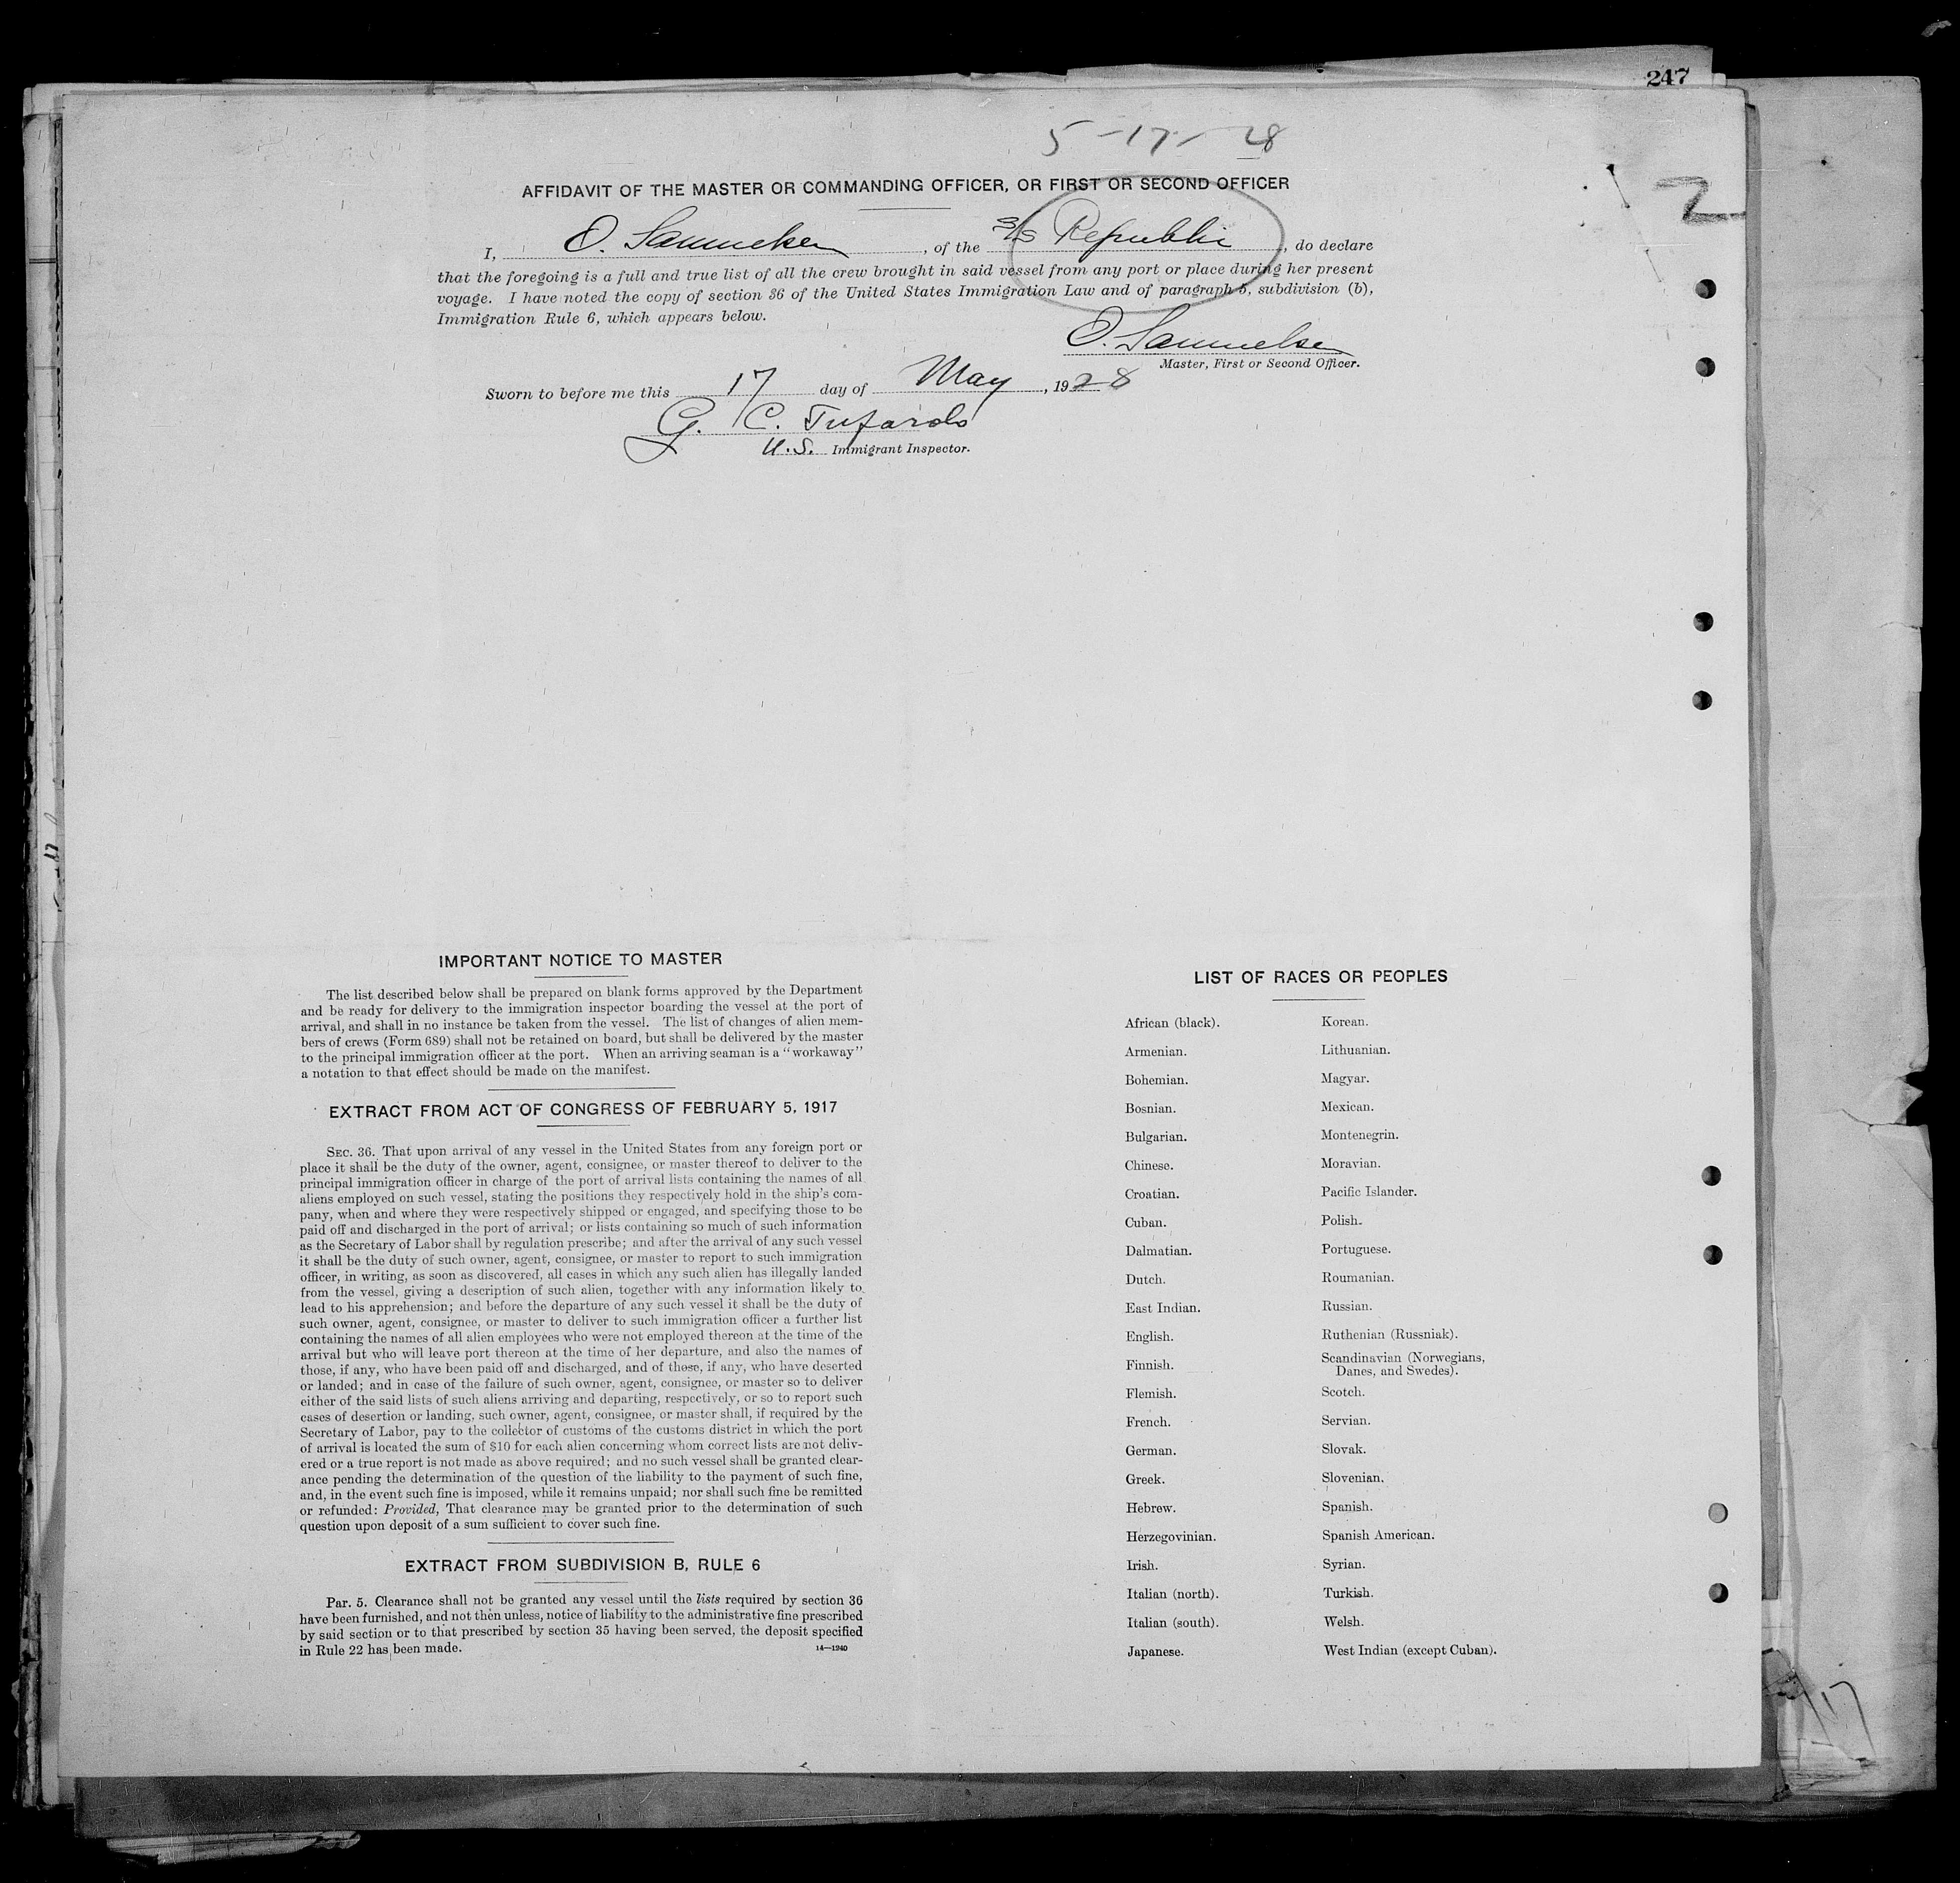 247
5-17-28
2
AFFIDAVIT OF THE MASTER OR COMMANDING OFFICER, OR FIRST OR SECOND OFFICER
I, O. Samuelsen, of the S/S Republic, do declare
that the foregoing is a full and true list of all the crew brought in said vessel from any port or place during her present
voyage. I have noted the copy of section 36 of the United States Immigration Law and of paragraph 5, subdivision (b),
Immigration Rule 6, which appears below.
O. Samuelsen
Master, First or Second Officer.
Sworn to before me this 17 day of May, 1928
G. C. Tufarolo
U.S. Immigrant Inspector.
IMPORTANT NOTICE TO MASTER
The list described below shall be prepared on blank forms approved by the Department
and be ready for delivery to the immigration inspector boarding the vessel at the port of
arrival, and shall in no instance be taken from the vessel. The list of changes of alien mem-
bers of crews (Form 689) shall not be retained on board, but shall be delivered by the master
to the principal immigration officer at the port. When an arriving seaman is a "workaway"
a notation to that effect should be made on the manifest.
EXTRACT FROM ACT OF CONGRESS OF FEBRUARY 5, 1917
SEC. 36. That upon arrival of any vessel in the United States from any foreign port or
place it shall be the duty of the owner, agent, consignee, or master thereof to deliver to the
principal immigration officer in charge of the port of arrival lists containing the names of all
aliens employed on such vessel, stating the positions they respectively hold in the ship's com-
pany, when and where they were respectively shipped or engaged, and specifying those to be
paid off and discharged in the port of arrival; or lists containing so much of such information
as the Secretary of Labor shall by regulation prescribe; and after the arrival of any such vessel
it shall be the duty of such owner, agent, consignee, or master to report to such immigration
officer, in writing, as soon as discovered, all cases in which any such alien has illegally landed
from the vessel, giving a description of such alien, together with any information likely to
lead to his apprehension; and before the departure of any such vessel it shall be the duty of
such owner, agent, consignee, or master to deliver to such immigration officer a further list
containing the names of all alien employees who were not employed thereon at the time of the
arrival but who will leave port thereon at the time of her departure, and also the names of
those, if any, who have been paid off and discharged, and of those, if any, who have deserted
or landed; and in case of the failure of such owner, agent, consignee, or master so to deliver
either of the said lists of such aliens arriving and departing, respectively, or so to report such
cases of desertion or landing, such owner, agent, consignee, or master shall, if required by the
Secretary of Labor, pay to the collector of customs of the customs district in which the port
of arrival is located the sum of $10 for each alien concerning whom correct lists are not deliv-
ered or a true report is not made as above required; and no such vessel shall be granted clear-
ance pending the determination of the question of the liability to the payment of such fine,
and, in the event such fine is imposed, while it remains unpaid; nor shall such fine be remitted
or refunded: Provided, That clearance may be granted prior to the determination of such
question upon deposit of a sum sufficient to cover such fine.
EXTRACT FROM SUBDIVISION B, RULE 6
Par. 5. Clearance shall not be granted any vessel until the lists required by section 36
have been furnished, and not then unless, notice of liability to the administrative fine prescribed
by said section or to that prescribed by section 35 having been served, the deposit specified
in Rule 22 has been made.
14—1240
LIST OF RACES OR PEOPLES
African (black).
Armenian.
Bohemian.
Bosnian.
Bulgarian.
Chinese.
Croatian.
Cuban.
Dalmatian.
Dutch.
East Indian.
English.
Finnish.
Flemish.
French.
German.
Greek.
Hebrew.
Herzegovinian.
Irish.
Italian (north).
Italian (south).
Japanese.
Korean.
Lithuanian.
Magyar.
Mexican.
Montenegrin.
Moravian.
Pacific Islander.
Polish.
Portuguese.
Roumanian.
Russian.
Ruthenian (Russniak).
Scandinavian (Norwegians,
Danes, and Swedes).
Scotch.
Servian.
Slovak.
Slovenian.
Spanish.
Spanish American.
Syrian.
Turkish.
Welsh.
West Indian (except Cuban).